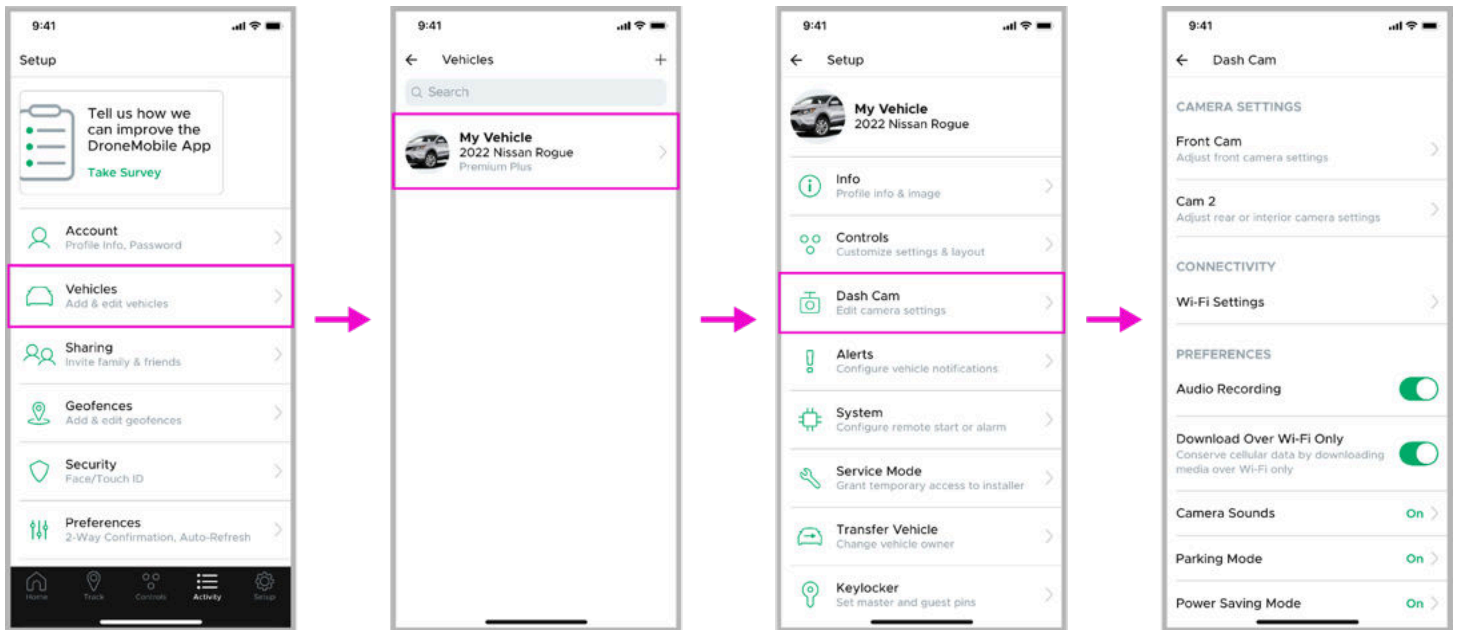 9:41
Setup
Tell us how we
can improve the
DroneMobile App
Take Survey
Account
Profile Info, Password
Vehicles
Add & edit vehicles
Sharing
Invite family & friends
Geofences
Add & edit geofences
Security
Face/Touch ID
Preferences
2-Way Confirmation, Auto-Refresh
Home
Track
Controls
Activity
Setup
9:41
Vehicles
Search
My Vehicle
2022 Nissan Rogue
Premium Plus
9:41
Setup
My Vehicle
2022 Nissan Rogue
Info
Profile info & image
Controls
Customize settings & layout
Dash Cam
Edit camera settings
Alerts
Configure vehicle notifications
System
Configure remote start or alarm
Service Mode
Grant temporary access to installer
Transfer Vehicle
Change vehicle owner
Keylocker
Set master and guest pins
9:41
Dash Cam
CAMERA SETTINGS
Front Cam
Adjust front camera settings
Cam 2
Adjust rear or interior camera settings
CONNECTIVITY
Wi-Fi Settings
PREFERENCES
Audio Recording
Download Over Wi-Fi Only
Conserve cellular data by downloading
media over Wi-Fi only
Camera Sounds On
Parking Mode On
Power Saving Mode On